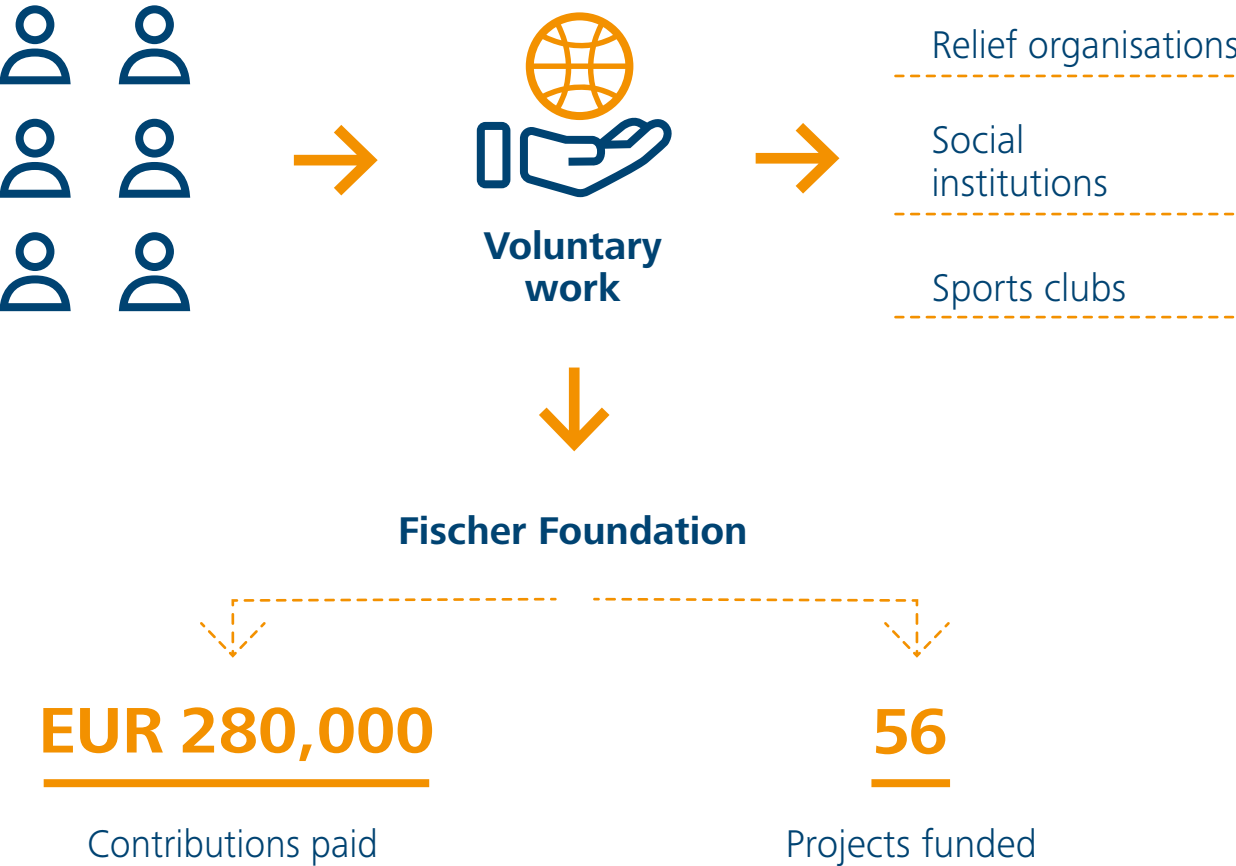 Relief organisations
Social
institutions
Voluntary
work
Sports clubs
Fischer Foundation
EUR 280,000
56
Contributions paid
Projects funded